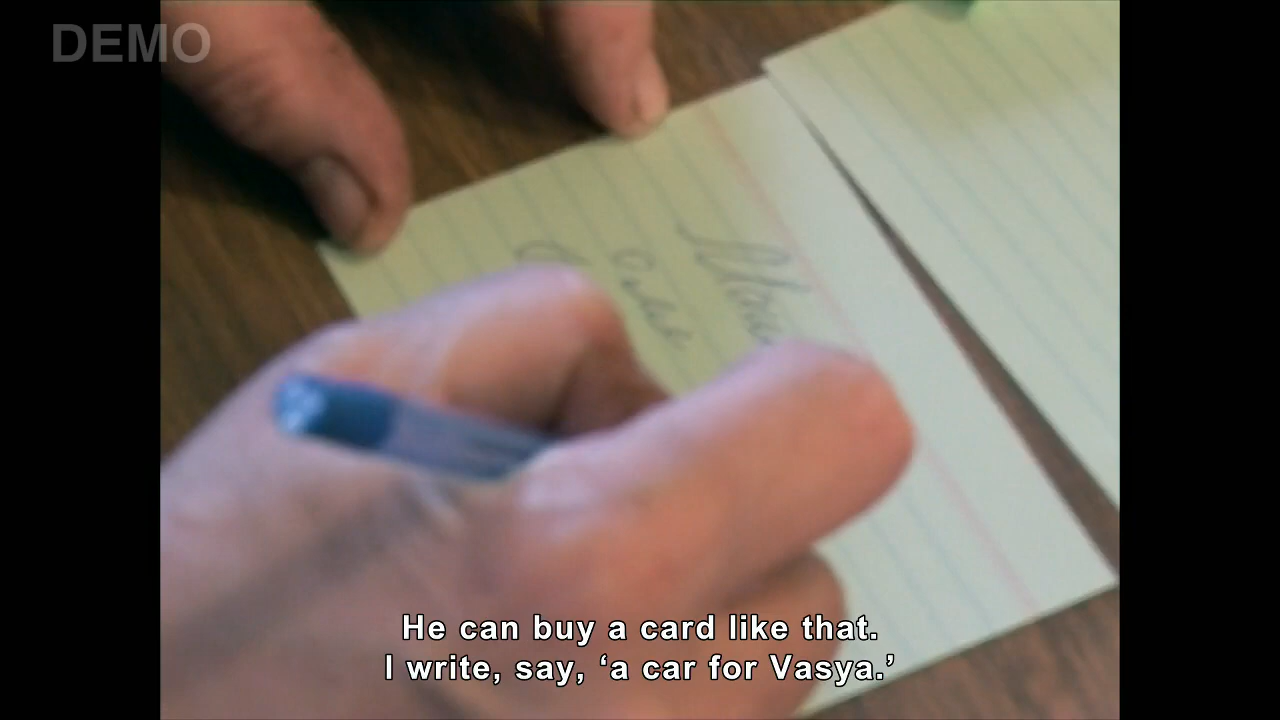 DEMO
He can buy a card like that.
I write, say, ‘a car for Vasya.’